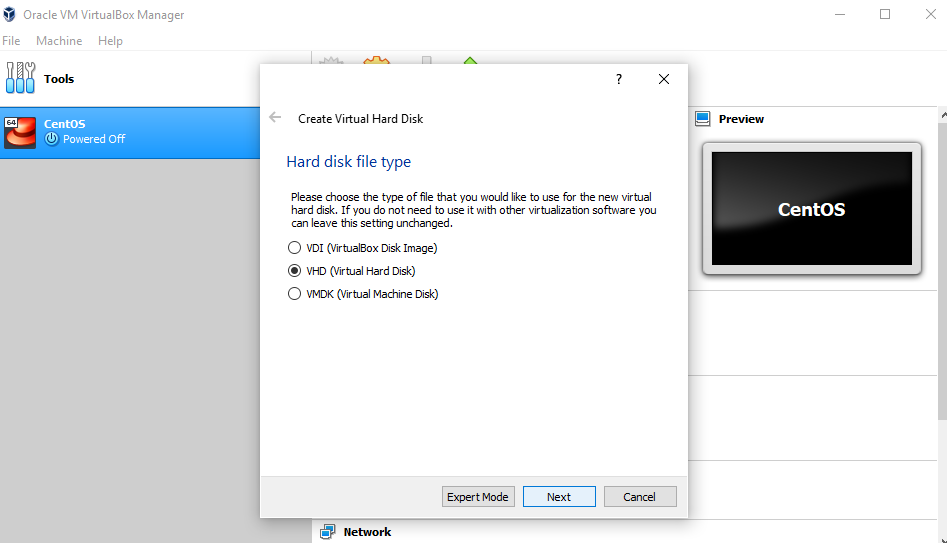 Oracle VM VirtualBox Manager
File Machine Help
Tools
64
CentOS
Powered Off
?
Create Virtual Hard Disk
Hard disk file type
Please choose the type of file that you would like to use for the new virtual
hard disk. If you do not need to use it with other virtualization software you
can leave this setting unchanged.
VDI (VirtualBox Disk Image)
VHD (Virtual Hard Disk)
VMDK (Virtual Machine Disk)
Expert Mode Next Cancel
Preview
CentOS
Network